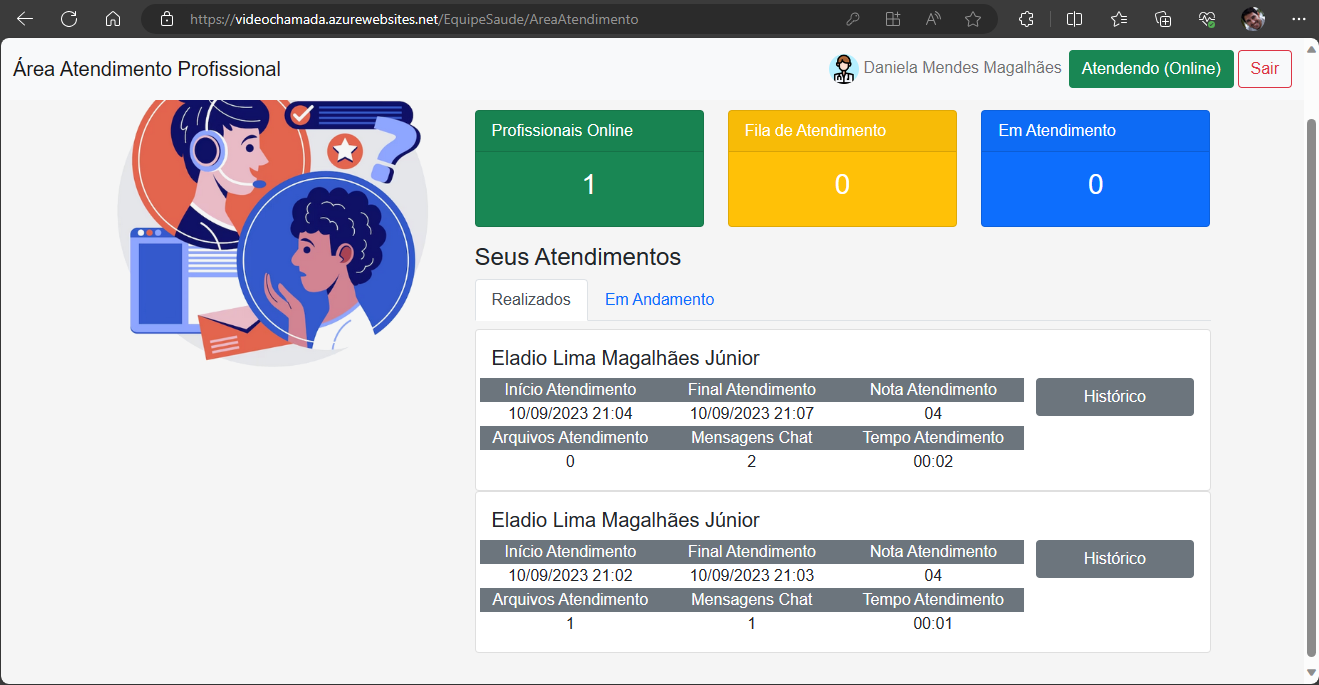 https://videochamada.azurewebsites.net/EquipeSaude/AreaAtendimento
Área Atendimento Profissional
Daniela Mendes Magalhães
Atendendo (Online)
Sair
Profissionais Online
1
Fila de Atendimento
0
Em Atendimento
0
Seus Atendimentos
Realizados
Em Andamento
Eladio Lima Magalhães Júnior
Início Atendimento Final Atendimento Nota Atendimento
10/09/2023 21:04 10/09/2023 21:07 04
Arquivos Atendimento Mensagens Chat Tempo Atendimento
0 2 00:02
Histórico
Eladio Lima Magalhães Júnior
Início Atendimento Final Atendimento Nota Atendimento
10/09/2023 21:02 10/09/2023 21:03 04
Arquivos Atendimento Mensagens Chat Tempo Atendimento
1 1 00:01
Histórico